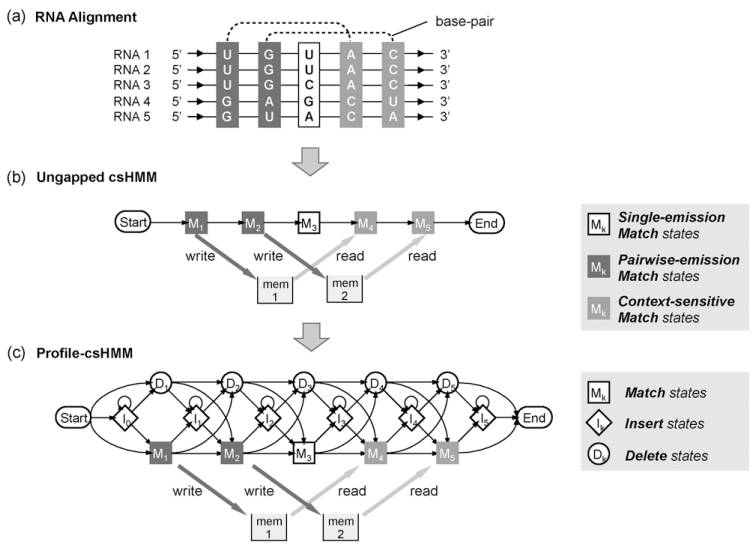 (a) RNA Alignment
base-pair
RNA 1 5' U G U A C 3'
RNA 2 5' U G U A C 3'
RNA 3 5' U G C A C 3'
RNA 4 5' G A G C U 3'
RNA 5 5' G U A C A 3'
(b) Ungapped csHMM
Start M1 M2 M3 M4 M5 End
write write read read
mem 1
mem 2
Mk Single-emission
Match states
Mk Pairwise-emission
Match states
Mk Context-sensitive
Match states
(c) Profile-csHMM
D1 D2 D3 D4 D5
Start I0 I1 I2 I3 I4 I5 End
M1 M2 M3 M4 M5
write write read read
mem 1
mem 2
Mk Match states
Ik Insert states
Dk Delete states